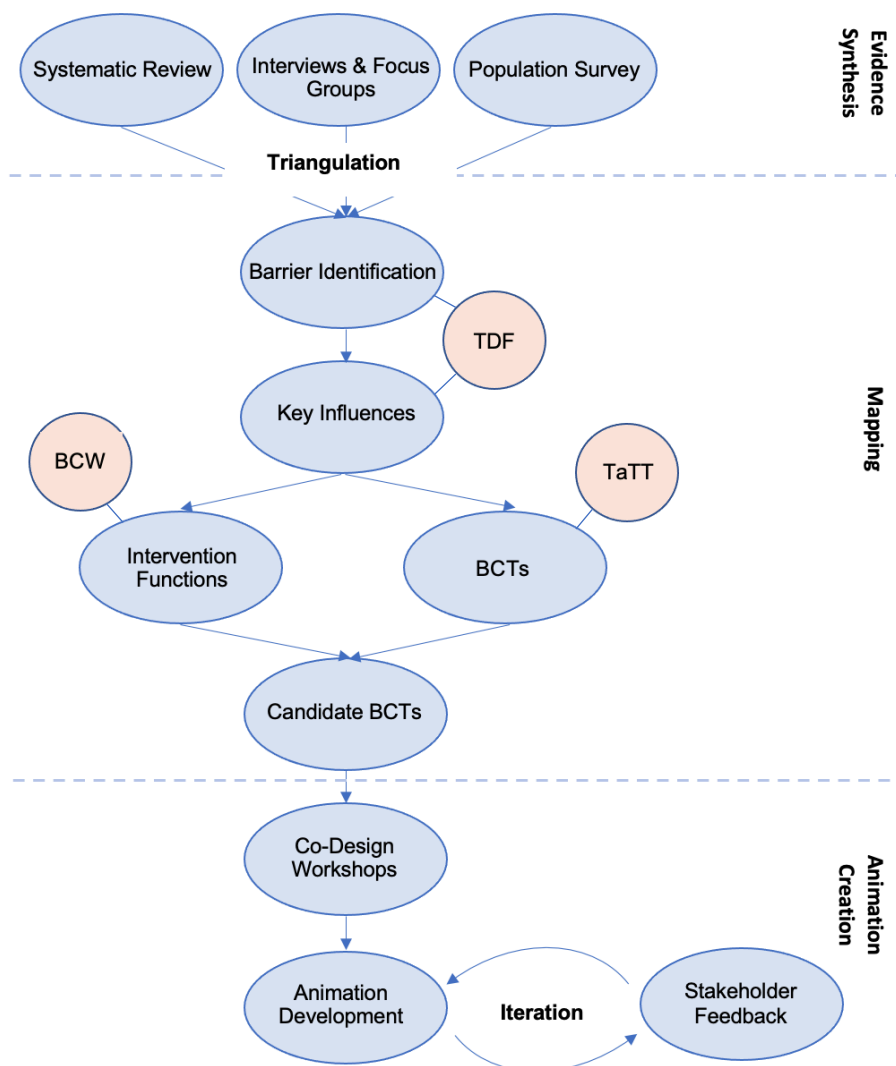 Systematic Review
Interviews & Focus
Groups
Population Survey
Evidence
Synthesis
Triangulation
Barrier Identification
TDF
Key Influences
Mapping
BCW
TaTT
Intervention
Functions
BCTs
Candidate BCTs
Co-Design
Workshops
Animation
Creation
Animation
Development
Iteration
Stakeholder
Feedback